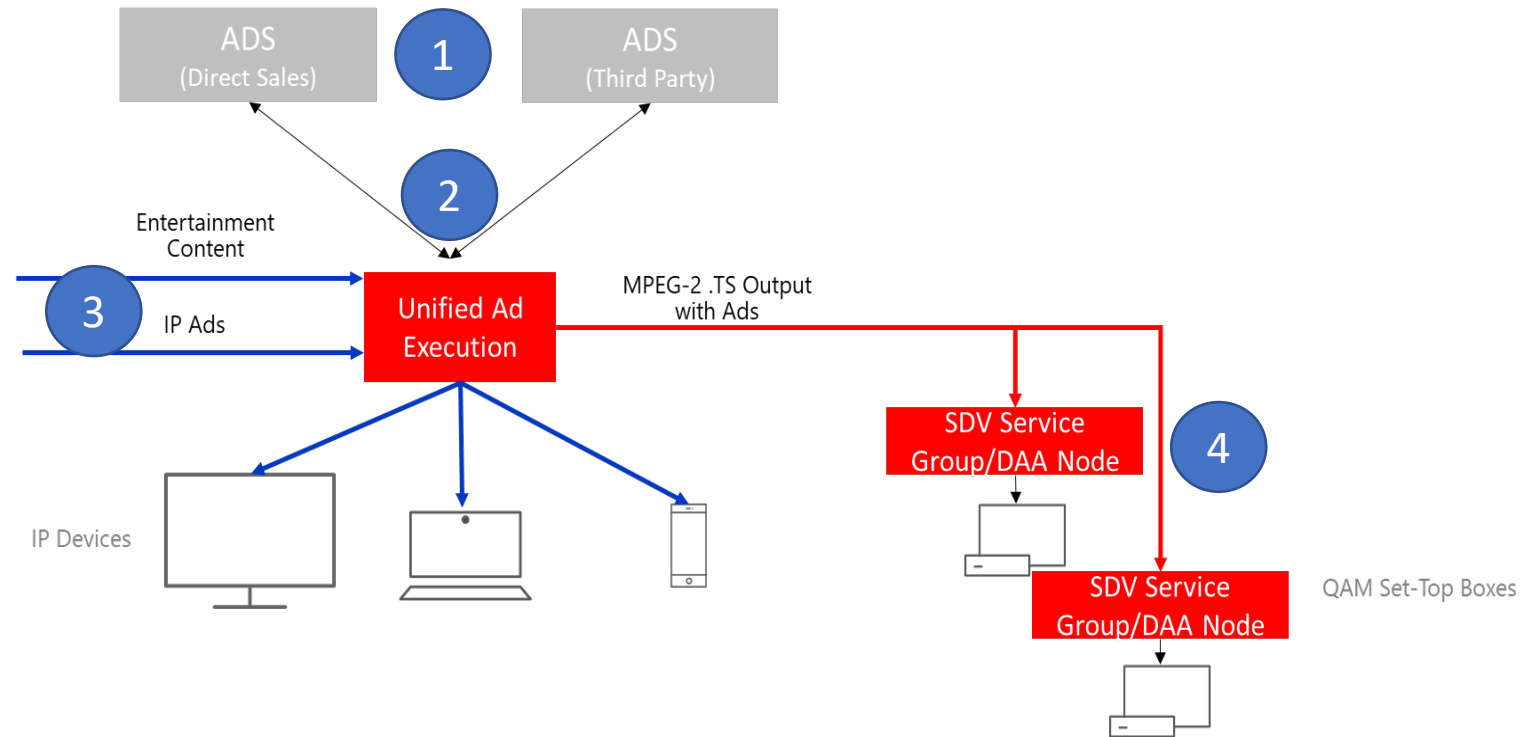 ADS
(Direct Sales)
1
ADS
(Third Party)
2
Entertainment
Content
3
IP Ads
Unified Ad
Execution
MPEG-2 .TS Output
with Ads
SDV Service
Group/DAA Node
4
IP Devices
SDV Service
Group/DAA Node
QAM Set-Top Boxes